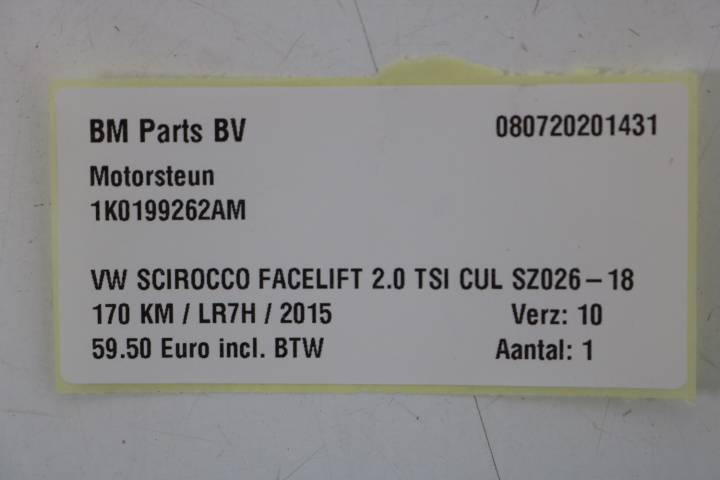 BM Parts BV 080720201431
Motorsteun
1K0199262AM
VW SCIROCCO FACELIFT 2.0 TSI CUL SZ026-18
170 KM / LR7H / 2015 Verz: 10
59.50 Euro incl. BTW Aantal: 1